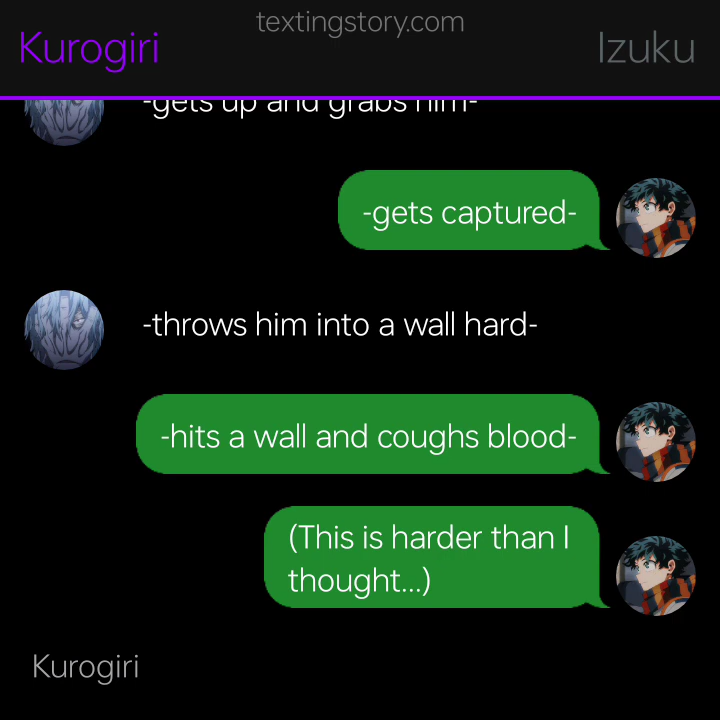 textingstory.com
Kurogiri
Izuku
-gets up and grabs him-
-gets captured-
-throws him into a wall hard-
-hits a wall and coughs blood-
(This is harder than I
thought...)
Kurogiri